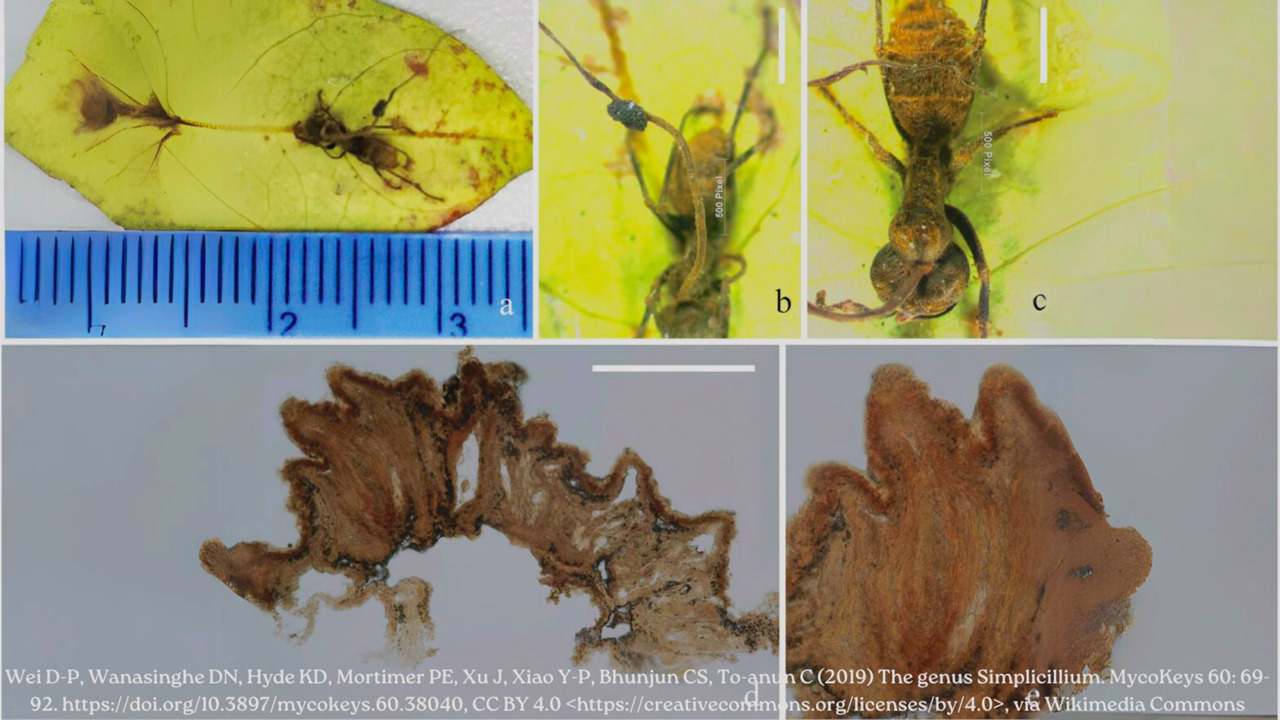 a
7
2
3
b
500 Pixel
c
500 Pixel
d
e
Wei D-P, Wanasinghe DN, Hyde KD, Mortimer PE, Xu J, Xiao Y-P, Bhunjun CS, To-anun C (2019) The genus Simplicillium. MycoKeys 60: 69-
92. https://doi.org/10.3897/mycokeys.60.38040, CC BY 4.0 <https://creativecommons.org/licenses/by/4.0>, via Wikimedia Commons